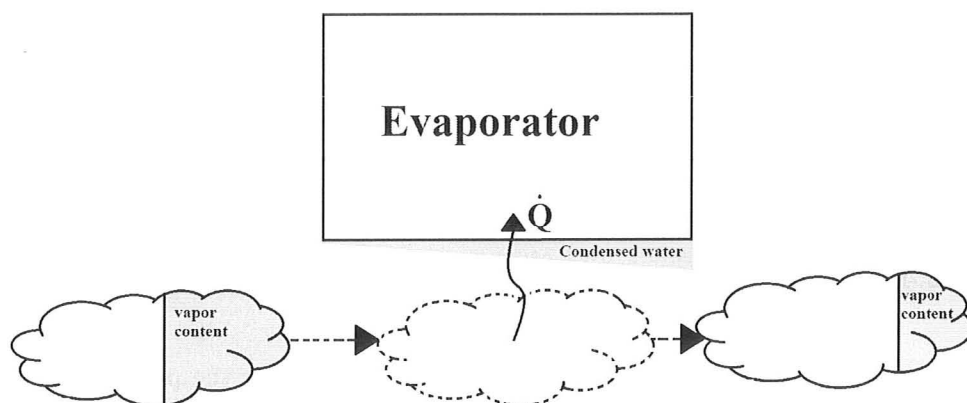 Evaporator
Q̇
Condensed water
vapor
content
vapor
content